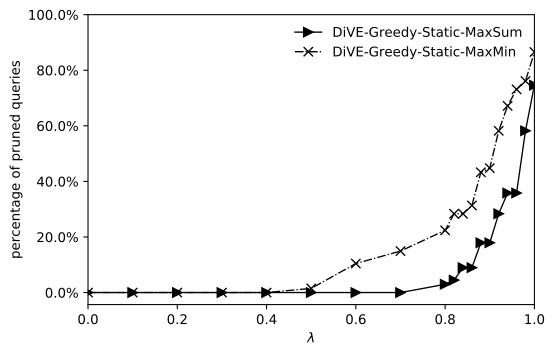 100.0%
80.0%
60.0%
40.0%
20.0%
0.0%
percentage of pruned queries
DiVE-Greedy-Static-MaxSum
DiVE-Greedy-Static-MaxMin
0.0 0.2 0.4 0.6 0.8 1.0
λ